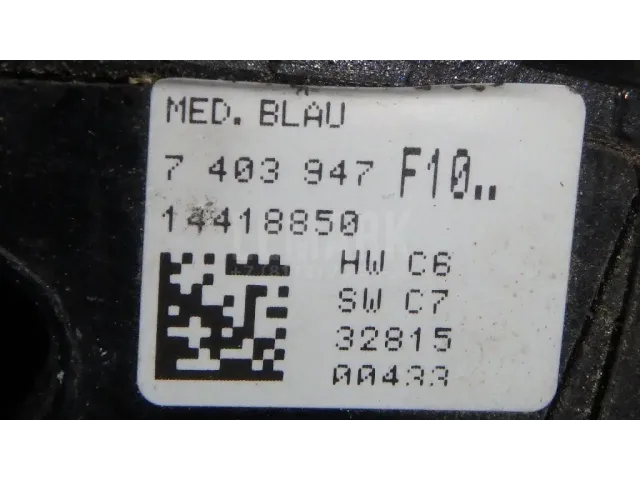 MED. BLAU
7 403 947 F10..
14418850
HW C6
SW C7
32815
00433